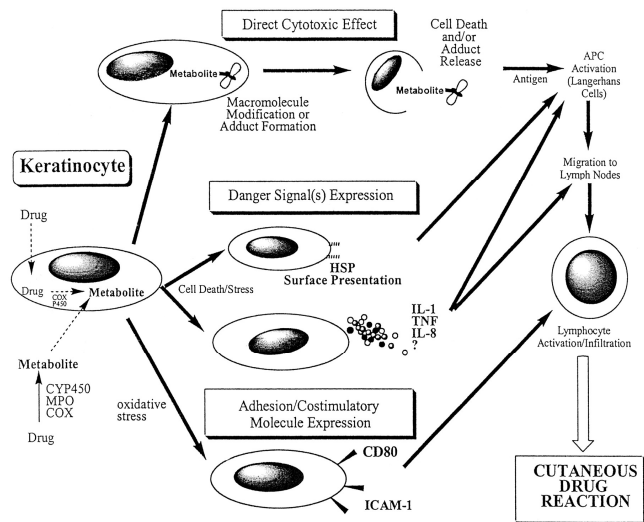 Direct Cytotoxic Effect
Metabolite
Macromolecule
Modification or
Adduct Formation
Cell Death
and/or
Adduct
Release
Metabolite
Antigen
APC
Activation
(Langerhans
Cells)
Migration to
Lymph Nodes
Lymphocyte
Activation/Infiltration
CUTANEOUS
DRUG
REACTION
Keratinocyte
Drug
Drug
COX
P450
Metabolite
Metabolite
CYP450
MPO
COX
Drug
Danger Signal(s) Expression
Cell Death/Stress
HSP
Surface Presentation
IL-1
TNF
IL-8
?
oxidative
stress
Adhesion/Costimulatory
Molecule Expression
CD80
ICAM-1